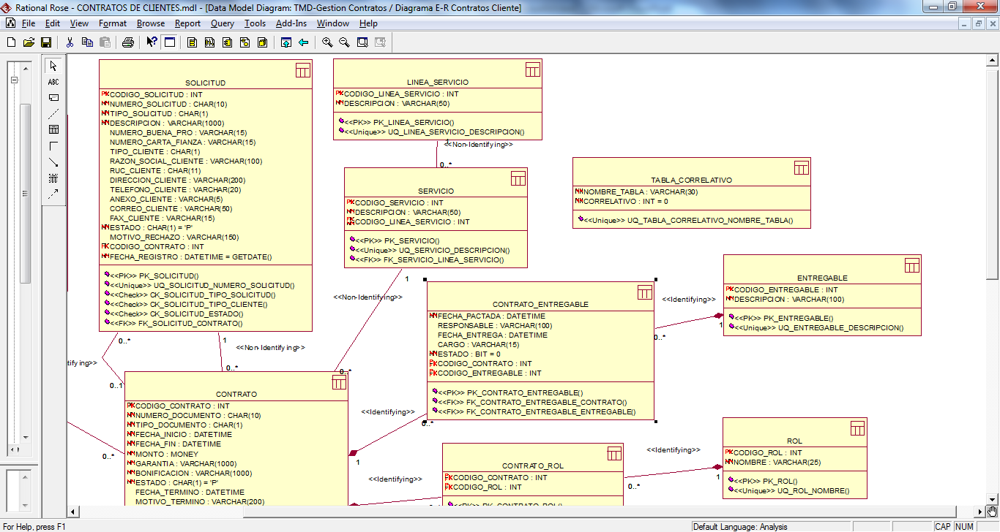 Rational Rose - CONTRATOS DE CLIENTES.mdl - [Data Model Diagram: TMD-Gestion Contratos / Diagrama E-R Contratos Cliente]
File Edit View Format Browse Report Query Tools Add-Ins Window Help
ABC
SOLICITUD
PK CODIGO_SOLICITUD : INT
NN NUMERO_SOLICITUD : CHAR(10)
NN TIPO_SOLICITUD : CHAR(1)
NN DESCRIPCION : VARCHAR(1000)
NUMERO_BUENA_PRO : VARCHAR(15)
NUMERO_CARTA_FIANZA : VARCHAR(15)
TIPO_CLIENTE : CHAR(1)
RAZON_SOCIAL_CLIENTE : VARCHAR(100)
RUC_CLIENTE : CHAR(11)
DIRECCION_CLIENTE : VARCHAR(200)
TELEFONO_CLIENTE : VARCHAR(20)
ANEXO_CLIENTE : VARCHAR(5)
CORREO_CLIENTE : VARCHAR(50)
FAX_CLIENTE : VARCHAR(15)
NN ESTADO : CHAR(1) = 'P'
MOTIVO_RECHAZO : VARCHAR(150)
FK CODIGO_CONTRATO : INT
NN FECHA_REGISTRO : DATETIME = GETDATE()
<<PK>> PK_SOLICITUD()
<<Unique>> UQ_SOLICITUD_NUMERO_SOLICITUD()
<<Check>> CK_SOLICITUD_TIPO_SOLICITUD()
<<Check>> CK_SOLICITUD_TIPO_CLIENTE()
<<Check>> CK_SOLICITUD_ESTADO()
<<FK>> FK_SOLICITUD_CONTRATO()
0..*
1
<<Non-Identifying>>
tifying>>
0..1
0..*
LINEA_SERVICIO
PK CODIGO_LINEA_SERVICIO : INT
NN DESCRIPCION : VARCHAR(50)
<<PK>> PK_LINEA_SERVICIO()
<<Unique>> UQ_LINEA_SERVICIO_DESCRIPCION()
1
<<Non-Identifying>>
0..*
SERVICIO
PK CODIGO_SERVICIO : INT
NN DESCRIPCION : VARCHAR(50)
CODIGO_LINEA_SERVICIO : INT
<<PK>> PK_SERVICIO()
<<Unique>> UQ_SERVICIO_DESCRIPCION()
<<FK>> FK_SERVICIO_LINEA_SERVICIO()
1
<<Non-Identifying>>
0..*
TABLA_CORRELATIVO
NN NOMBRE_TABLA : VARCHAR(30)
NN CORRELATIVO : INT = 0
<<Unique>> UQ_TABLA_CORRELATIVO_NOMBRE_TABLA()
CONTRATO_ENTREGABLE
NN FECHA_PACTADA : DATETIME
RESPONSABLE : VARCHAR(100)
FECHA_ENTREGA : DATETIME
CARGO : VARCHAR(15)
NN ESTADO : BIT = 0
CODIGO_CONTRATO : INT
CODIGO_ENTREGABLE : INT
<<PK>> PK_CONTRATO_ENTREGABLE()
<<FK>> FK_CONTRATO_ENTREGABLE_CONTRATO()
<<FK>> FK_CONTRATO_ENTREGABLE_ENTREGABLE()
<<Identifying>>
0..*
1
ENTREGABLE
PK CODIGO_ENTREGABLE : INT
NN DESCRIPCION : VARCHAR(100)
<<PK>> PK_ENTREGABLE()
<<Unique>> UQ_ENTREGABLE_DESCRIPCION()
<<Identifying>>
0..*
1
CONTRATO
PK CODIGO_CONTRATO : INT
NN NUMERO_DOCUMENTO : CHAR(10)
NN TIPO_DOCUMENTO : CHAR(1)
NN FECHA_INICIO : DATETIME
NN FECHA_FIN : DATETIME
NN MONTO : MONEY
NN GARANTIA : VARCHAR(1000)
NN BONIFICACION : VARCHAR(1000)
NN ESTADO : CHAR(1) = 'P'
FECHA_TERMINO : DATETIME
MOTIVO_TERMINO : VARCHAR(200)
0..*
<<Identifying>>
CONTRATO_ROL
CODIGO_CONTRATO : INT
CODIGO_ROL : INT
<<PK>> PK_CONTRATO_ROL()
<<Identifying>>
0..*
1
ROL
PK CODIGO_ROL : INT
NN NOMBRE : VARCHAR(25)
<<PK>> PK_ROL()
<<Unique>> UQ_ROL_NOMBRE()
For Help, press F1
Default Language: Analysis
CAP NUM